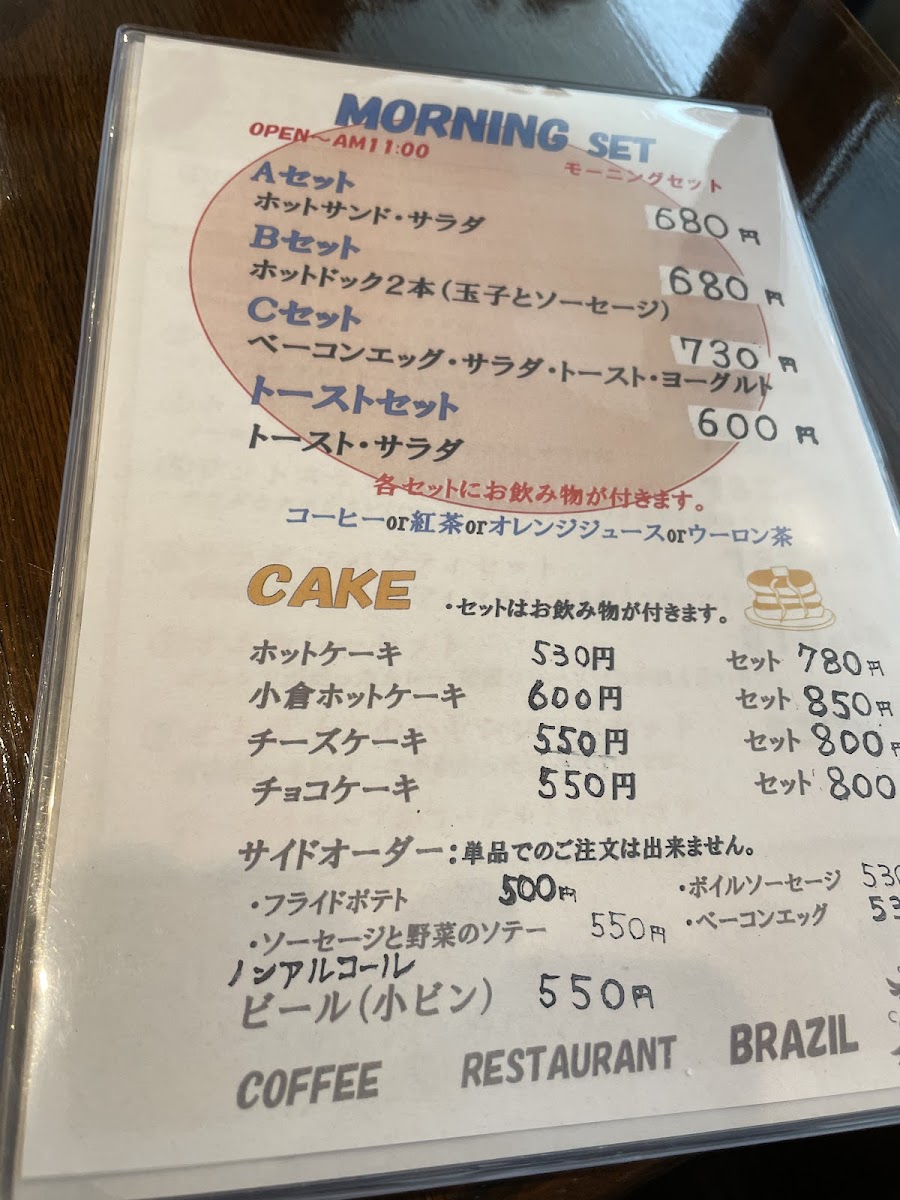 MORNING SET
OPEN～AM11:00
モーニングセット
Aセット 680円
ホットサンド・サラダ
Bセット 680円
ホットドック2本(玉子とソーセージ)
Cセット 730円
ベーコンエッグ・サラダ・トースト・ヨーグルト
トーストセット 600円
トースト・サラダ
各セットにお飲み物が付きます。
コーヒーor紅茶orオレンジジュースorウーロン茶
CAKE ・セットはお飲み物が付きます。
ホットケーキ 530円 セット 780円
小倉ホットケーキ 600円 セット 850円
チーズケーキ 550円 セット 800円
チョコケーキ 550円 セット 800
サイドオーダー:単品でのご注文は出来ません。
・フライドポテト 500円 ・ボイルソーセージ 530
・ソーセージと野菜のソテー 550円 ・ベーコンエッグ 53
ノンアルコール
ビール(小ビン) 550円
COFFEE RESTAURANT BRAZIL